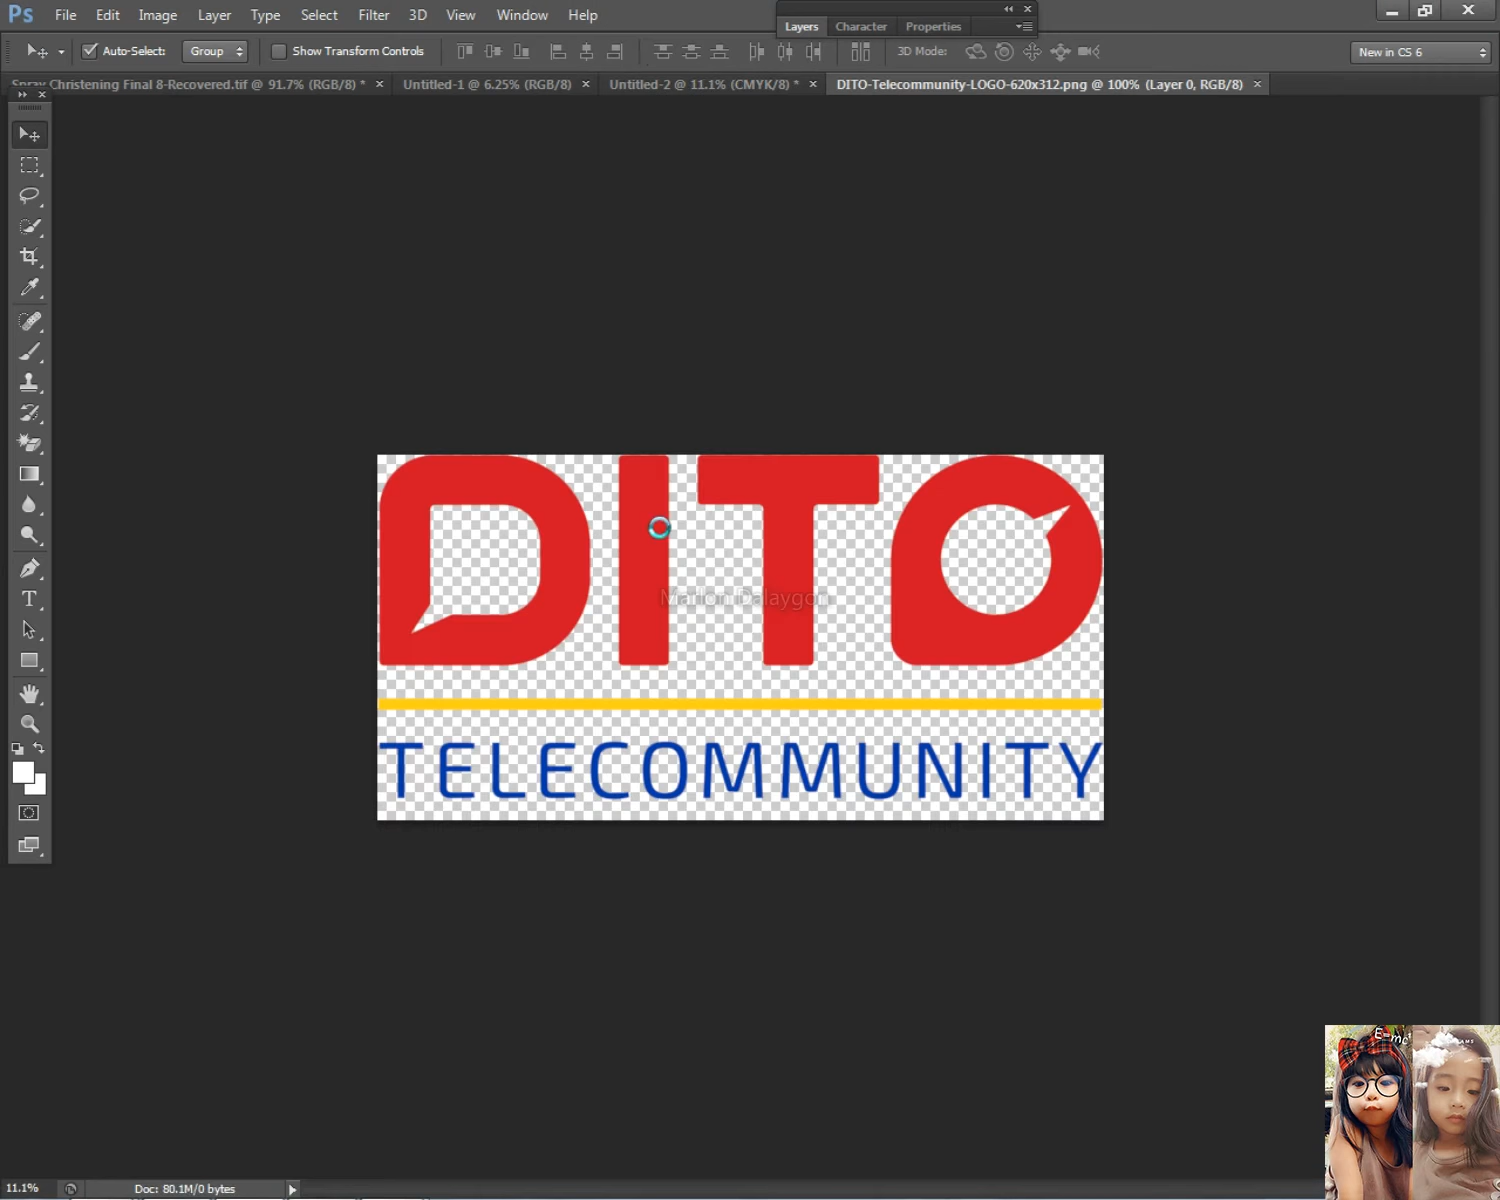 Ps File Edit Image Layer Type Select Filter 3D View Window Help
Layers Character Properties
Auto-Select: Group Show Transform Controls 3D Mode: New in CS 6
Spray Christening Final 8-Recovered.tif @ 91.7% (RGB/8) * × Untitled-1 @ 6.25% (RGB/8) × Untitled-2 @ 11.1% (CMYK/8) * × DITO-Telecommunity-LOGO-620x312.png @ 100% (Layer 0, RGB/8) ×
DITO
Marlon Dalaygon
TELECOMMUNITY
E=mc
11.1% Doc: 80.1M/0 bytes